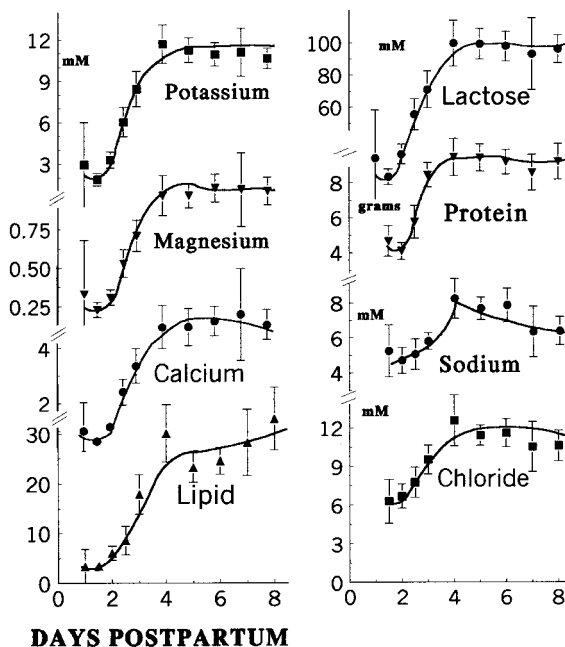 12
mM
9
Potassium
6
3
0.75
Magnesium
0.50
0.25
4
Calcium
2
30
20
Lipid
10
0
0 2 4 6 8
DAYS POSTPARTUM
100
mM
80
Lactose
60
8
grams
Protein
6
4
8
mM
6
Sodium
4
mM
12
Chloride
9
6
3
0
0 2 4 6 8